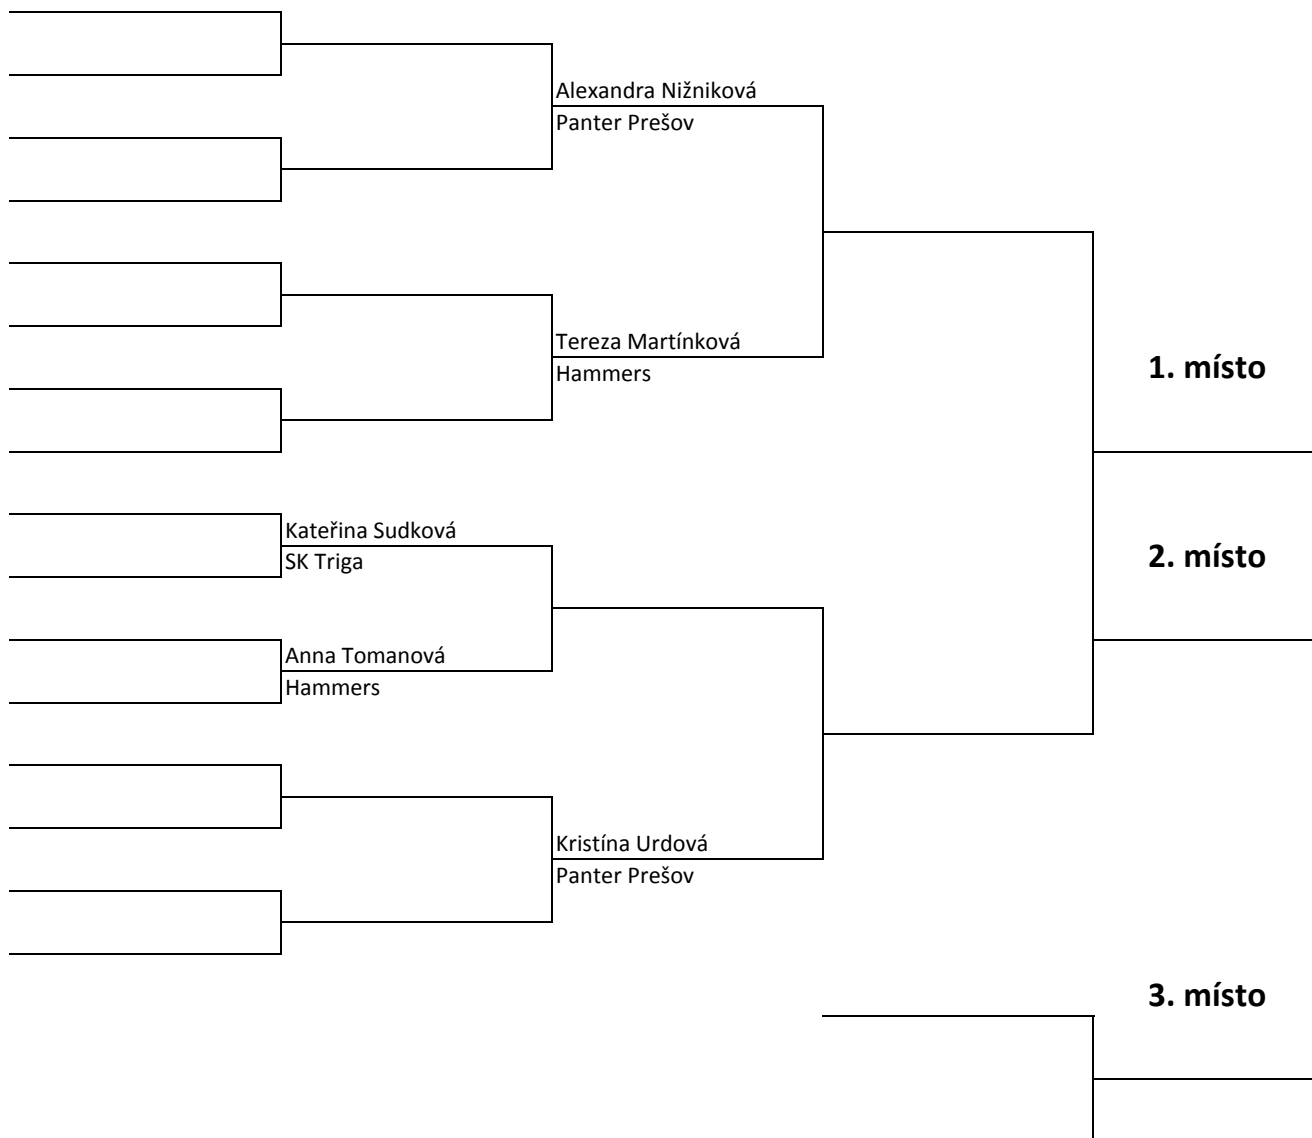 Alexandra Nižniková
Panter Prešov
Tereza Martínková
Hammers
1. místo
Kateřina Sudková
SK Triga
2. místo
Anna Tomanová
Hammers
Kristína Urdová
Panter Prešov
3. místo